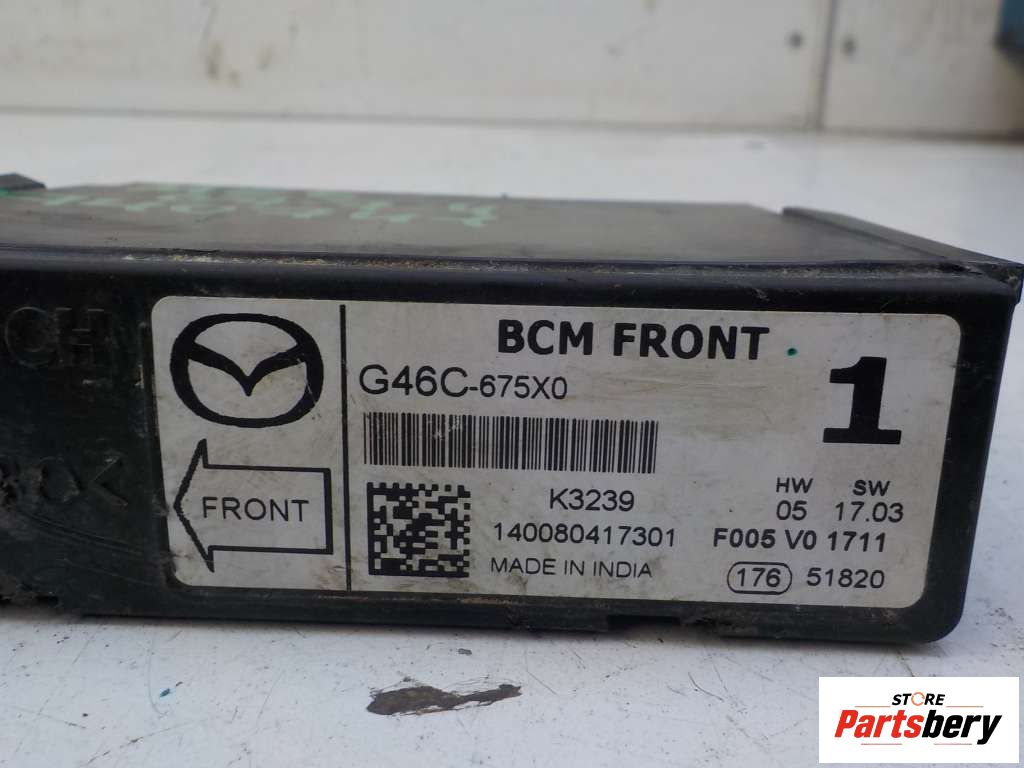 BCM FRONT
G46C-675X0
1
FRONT
K3239
140080417301
MADE IN INDIA
HW SW
05 17.03
F005 V0 1711
176 51820
CH
STORE
Partsbery